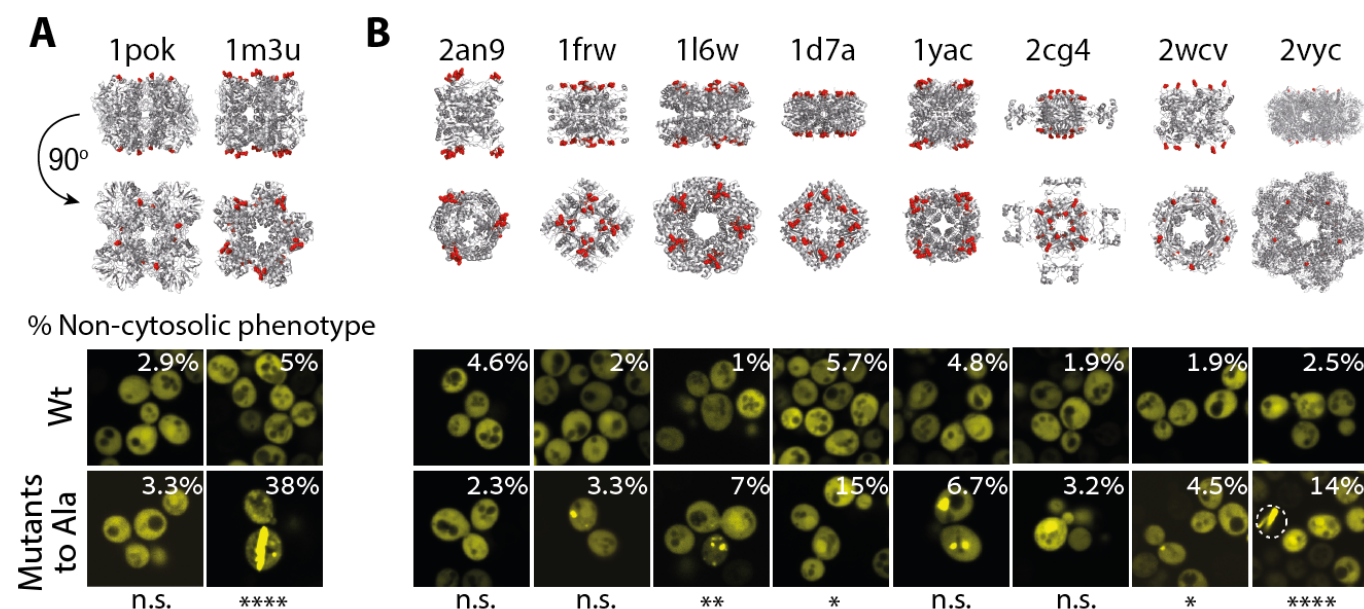 A
B
1pok 1m3u 2an9 1frw 1l6w 1d7a 1yac 2cg4 2wcv 2vyc
90º
% Non-cytosolic phenotype
Wt
2.9% 5% 4.6% 2% 1% 5.7% 4.8% 1.9% 1.9% 2.5%
Mutants
to Ala
3.3% 38% 2.3% 3.3% 7% 15% 6.7% 3.2% 4.5% 14%
n.s. **** n.s. n.s. ** * n.s. n.s. * ****